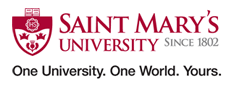 SAINT MARY'S
UNIVERSITY SINCE 1802
One University. One World. Yours.